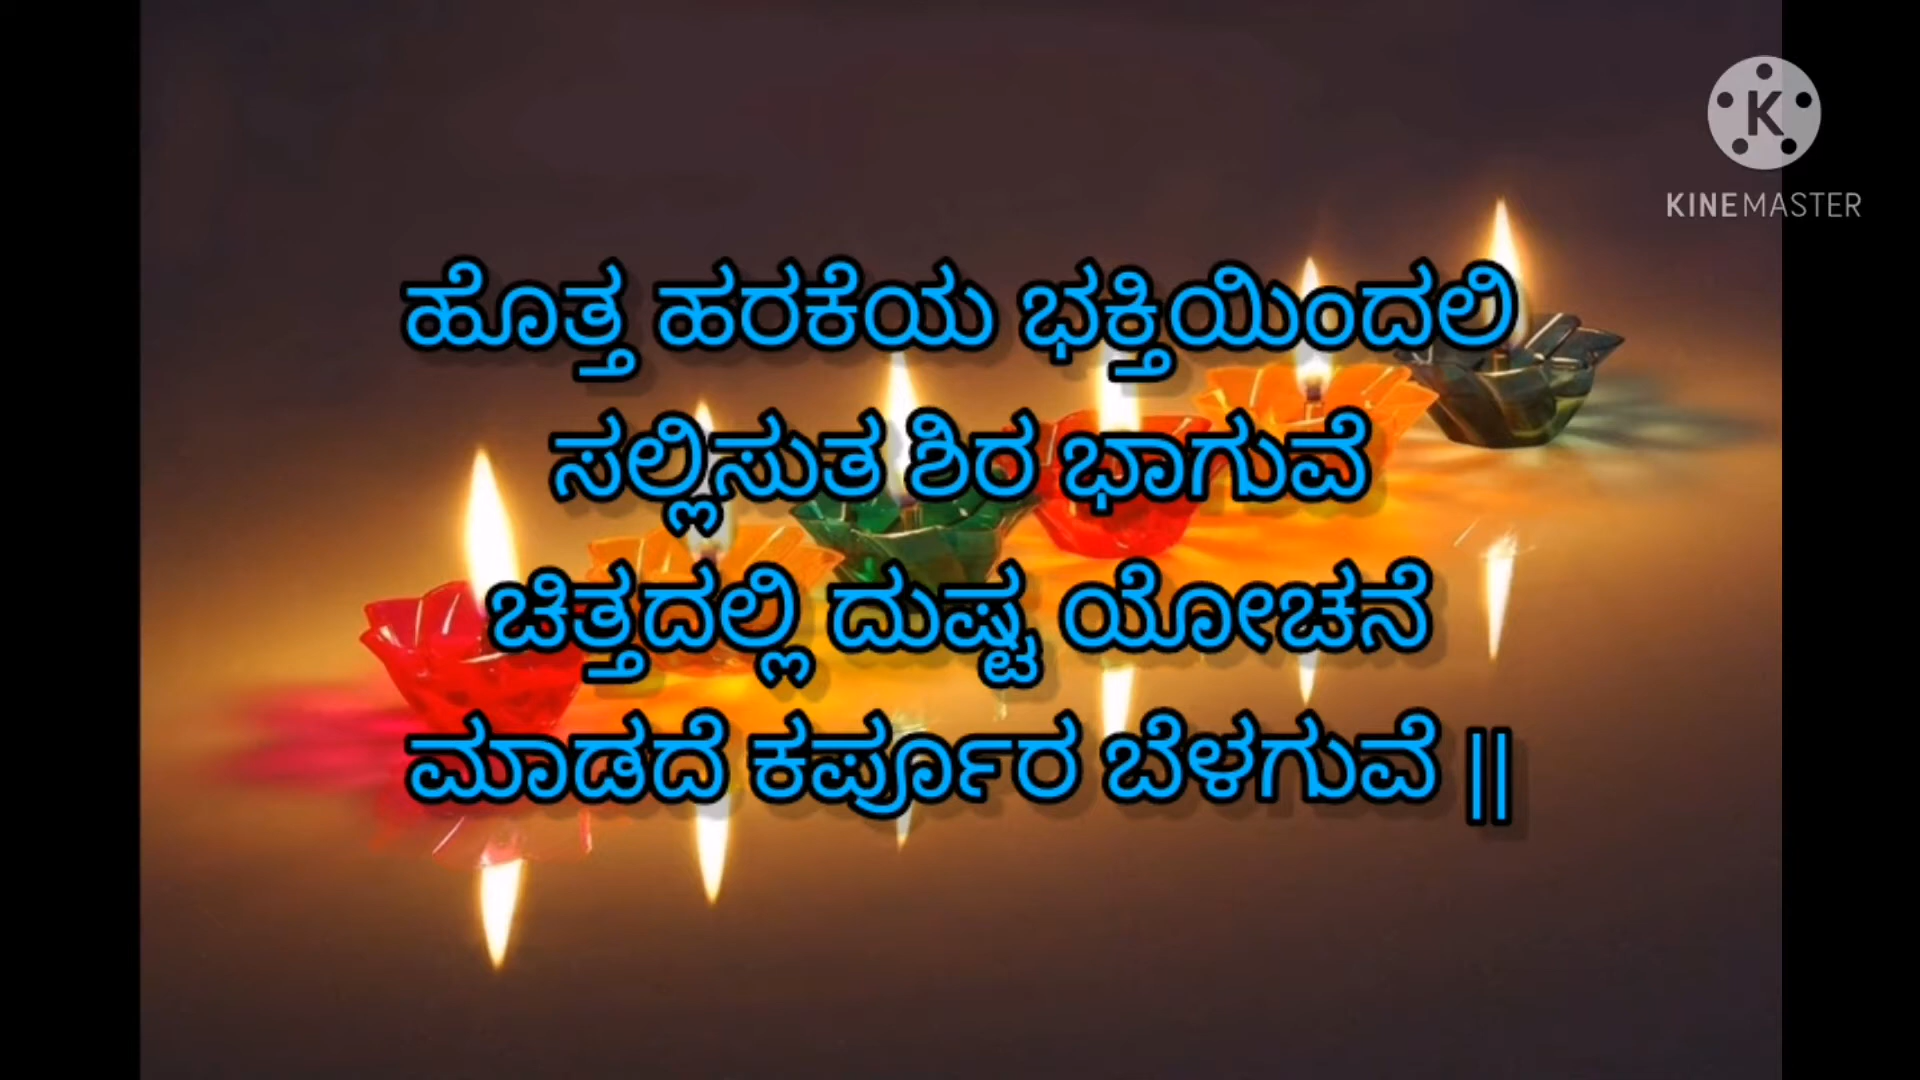 K
KINEMASTER
ಹೊತ್ತ ಹರಕೆಯ ಭಕ್ತಿಯಿಂದಲಿ
ಸಲ್ಲಿಸುತ ಶಿರ ಭಾಗುವೆ
ಚಿತ್ತದಲ್ಲಿ ದುಷ್ಟ ಯೋಚನೆ
ಮಾಡದೆ ಕರ್ಪೂರ ಬೆಳಗುವೆ ||